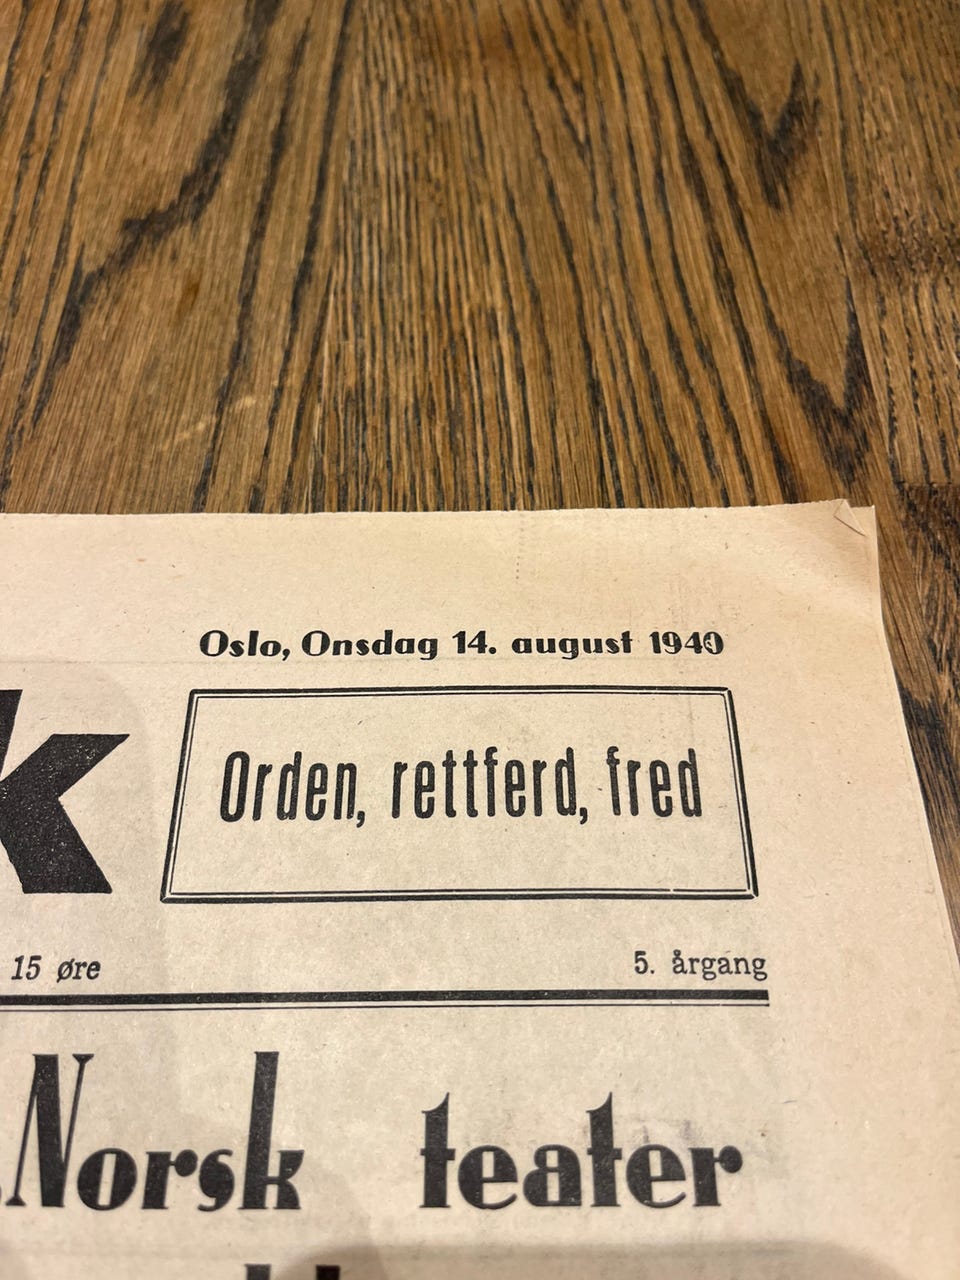 Oslo, Onsdag 14. august 1940
k
Orden, rettferd, fred
15 øre
5. årgang
Norsk teater